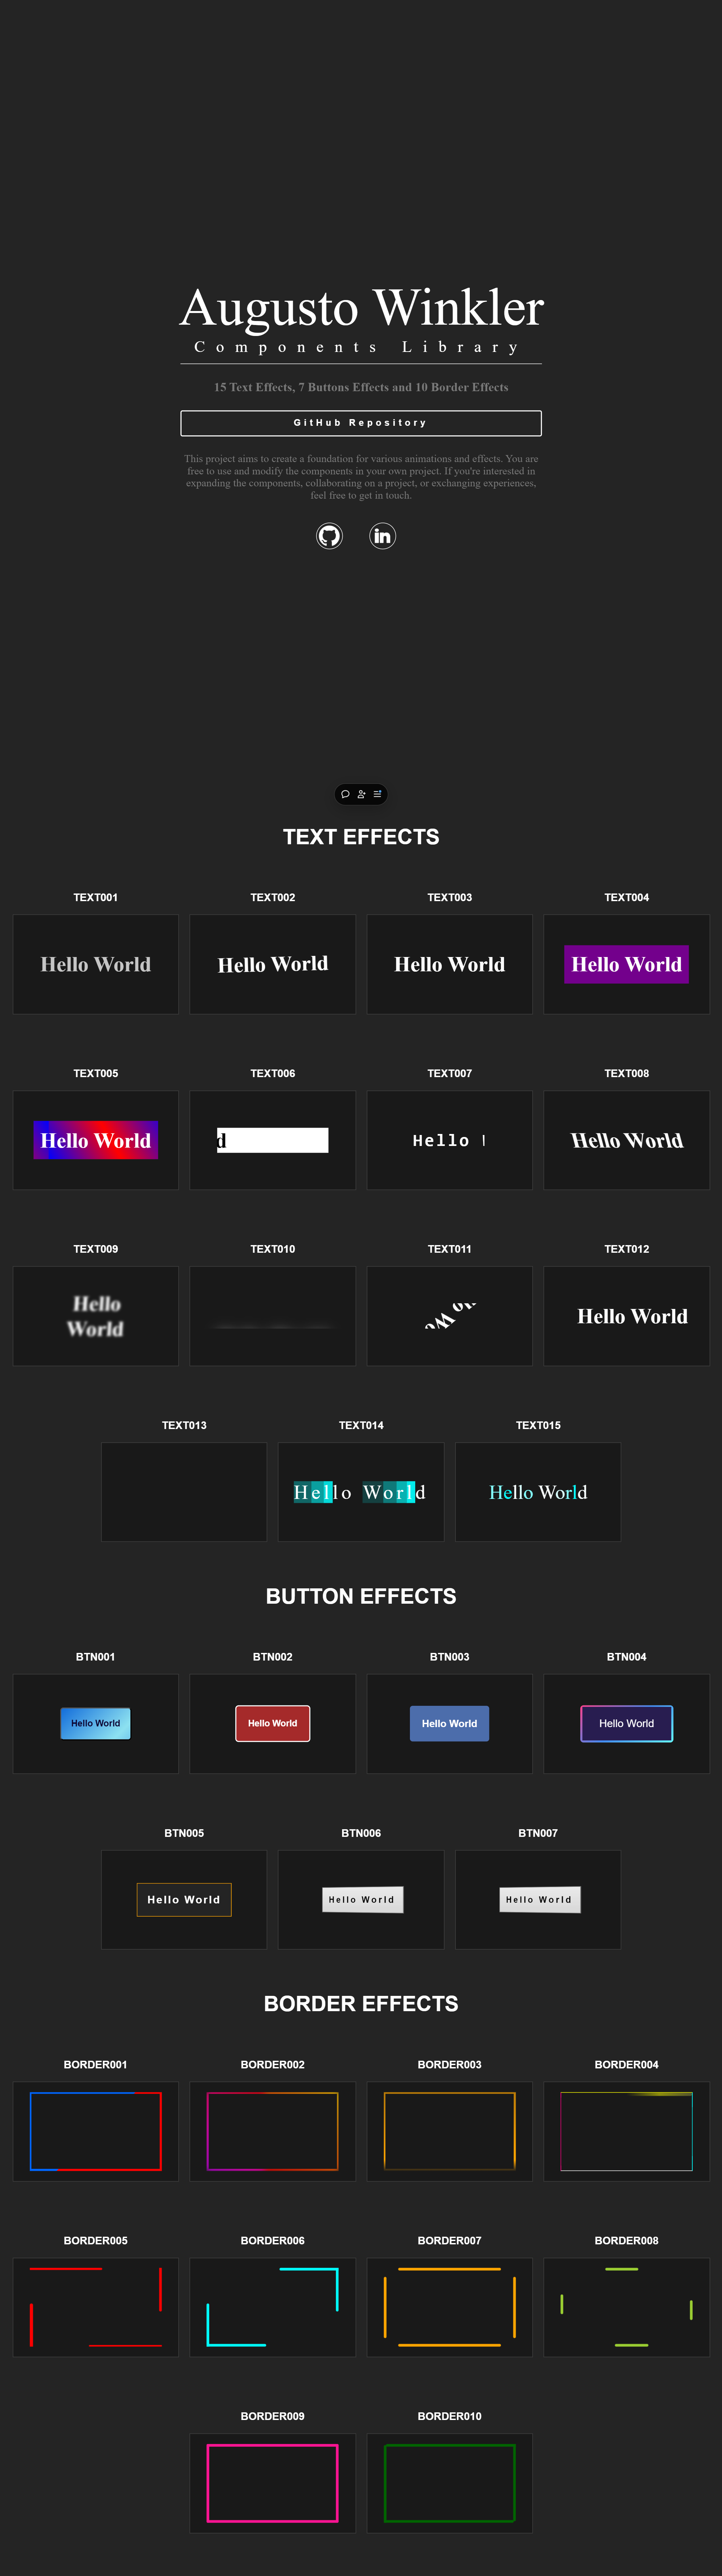 Augusto Winkler
Components Library
15 Text Effects, 7 Buttons Effects and 10 Border Effects
GitHub Repository
This project aims to create a foundation for various animations and effects. You are
free to use and modify the components in your own project. If you're interested in
expanding the components, collaborating on a project, or exchanging experiences,
feel free to get in touch.
in
TEXT EFFECTS
TEXT001 TEXT002 TEXT003 TEXT004
Hello World Hello World Hello World Hello World
TEXT005 TEXT006 TEXT007 TEXT008
Hello World d Hello Hello World
TEXT009 TEXT010 TEXT011 TEXT012
Hello
World Hello World
TEXT013 TEXT014 TEXT015
Hello World Hello World
BUTTON EFFECTS
BTN001 BTN002 BTN003 BTN004
Hello World Hello World Hello World Hello World
BTN005 BTN006 BTN007
Hello World Hello World Hello World
BORDER EFFECTS
BORDER001 BORDER002 BORDER003 BORDER004
BORDER005 BORDER006 BORDER007 BORDER008
BORDER009 BORDER010